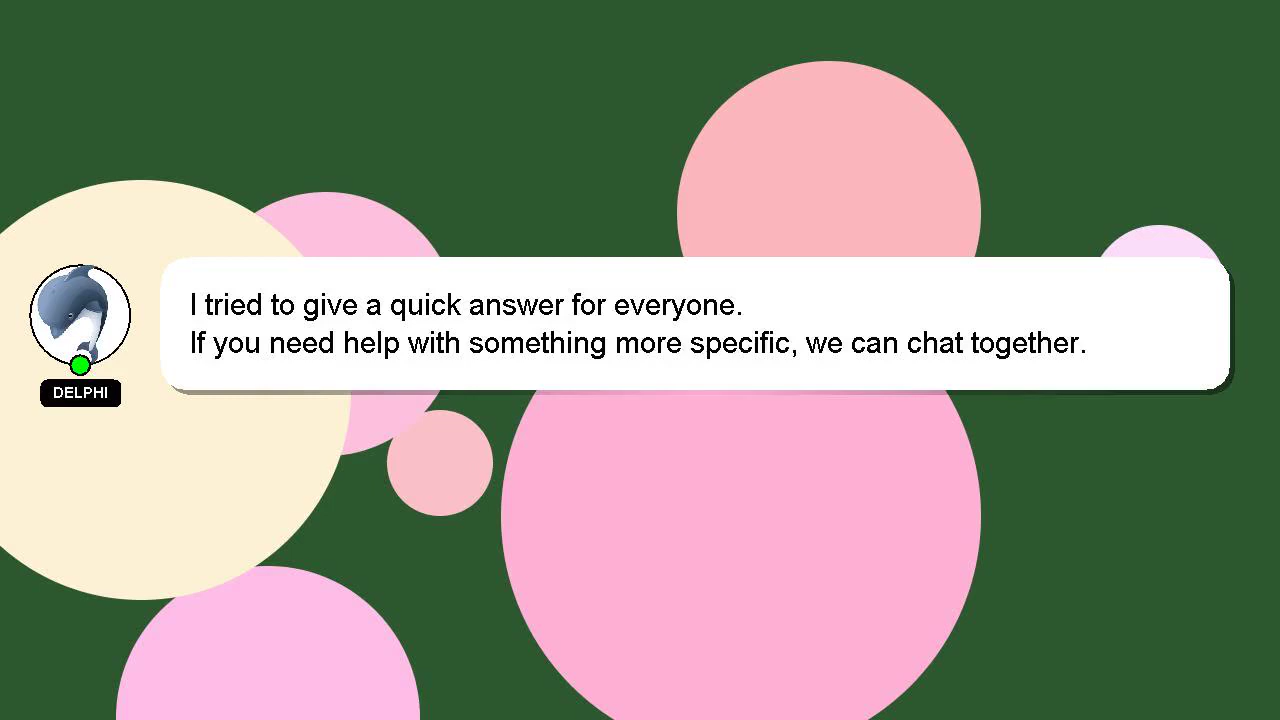 I tried to give a quick answer for everyone.
If you need help with something more specific, we can chat together.
DELPHI